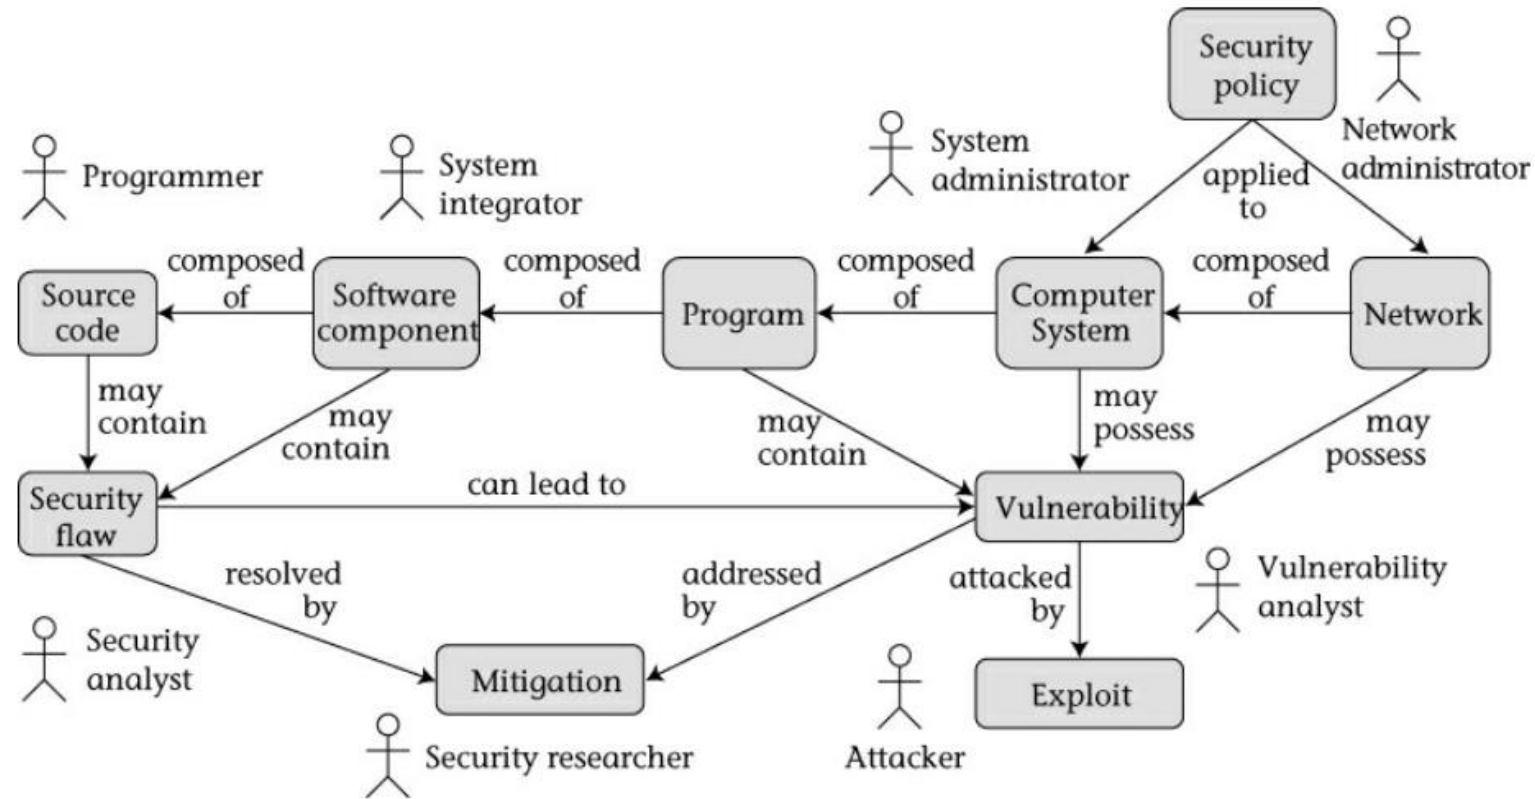 Security
policy
Network
administrator
System
administrator
applied
to
Programmer
System
integrator
composed
of
composed
of
composed
of
composed
of
Source
code
Software
component
Program
Computer
System
Network
may
contain
may
contain
may
contain
may
possess
may
possess
can lead to
Security
flaw
Vulnerability
resolved
by
addressed
by
attacked
by
Vulnerability
analyst
Security
analyst
Mitigation
Exploit
Security researcher
Attacker